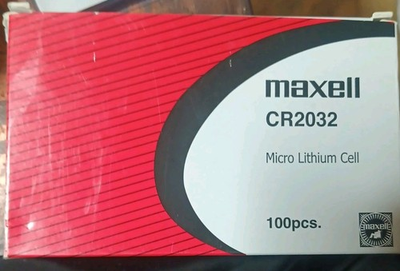 maxell
CR2032
Micro Lithium Cell
100pcs.
maxell